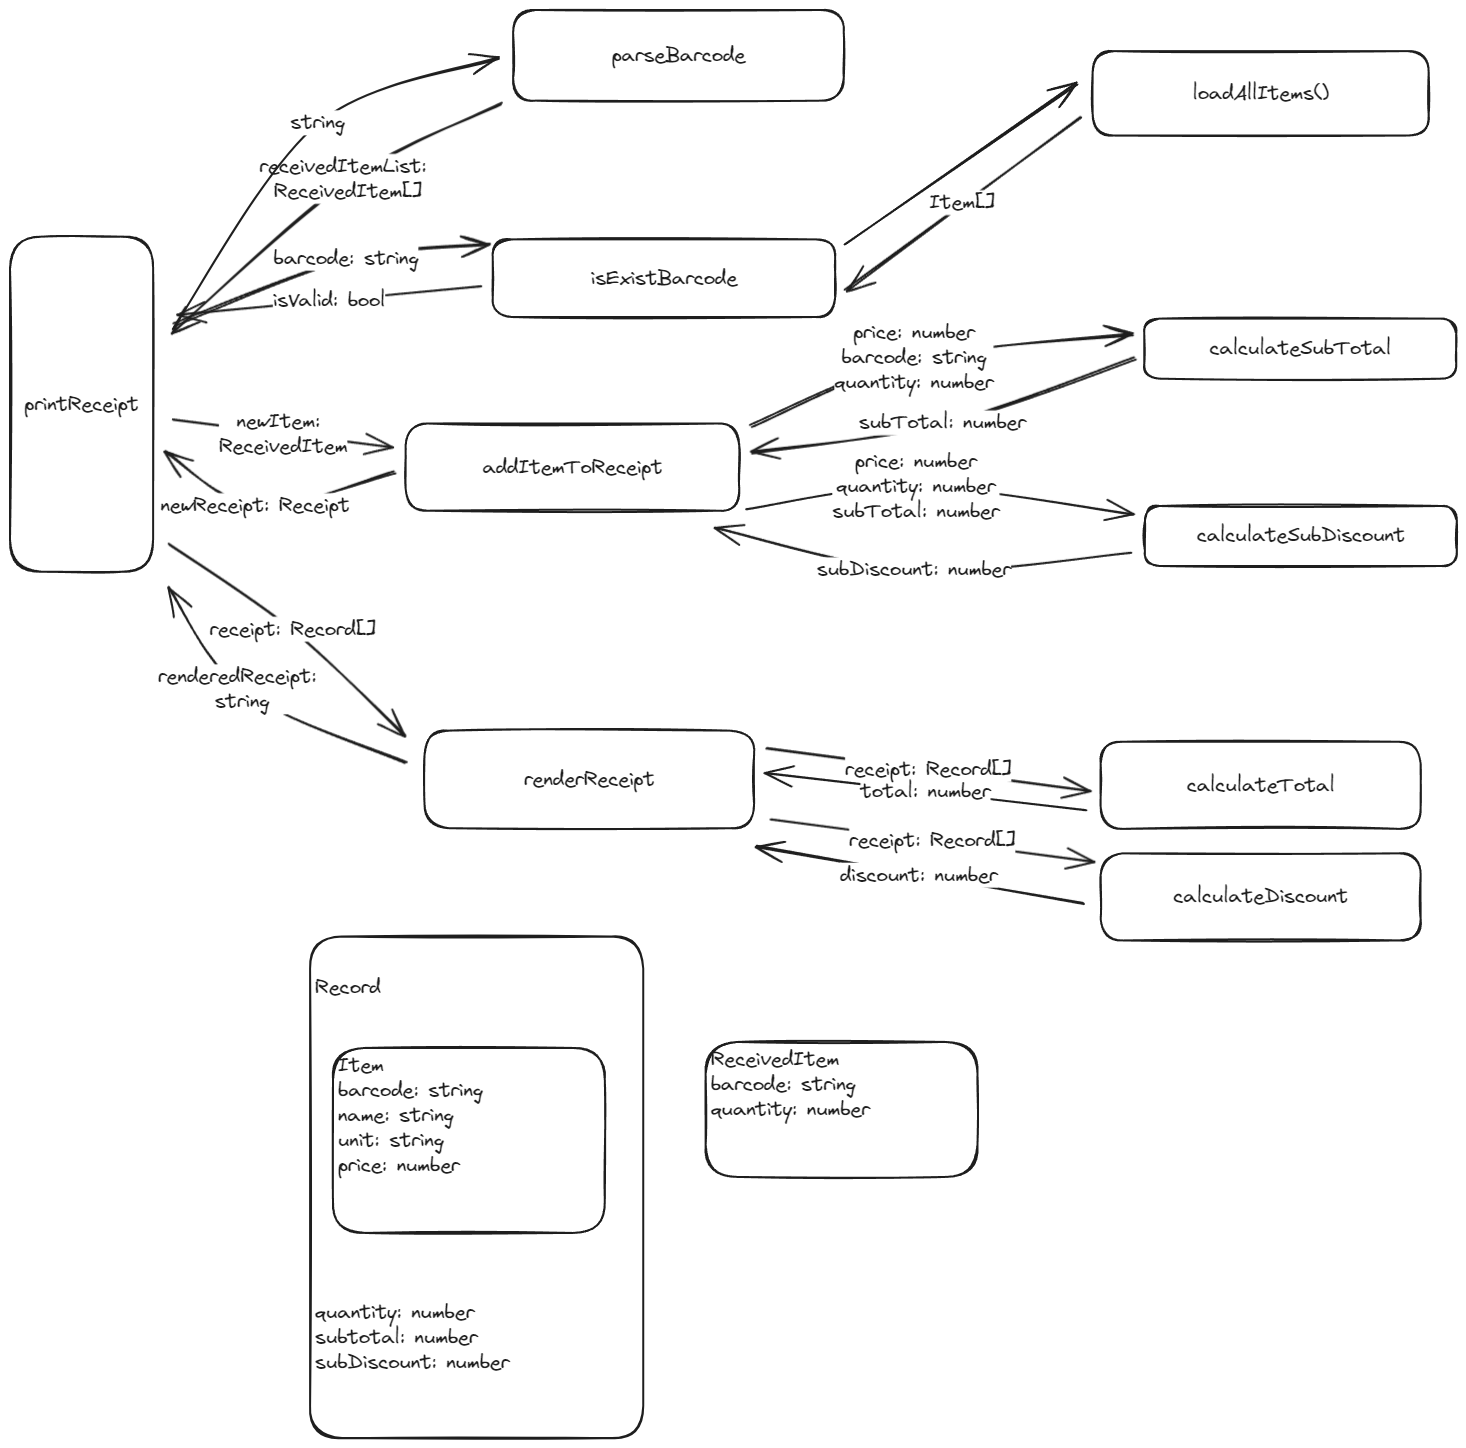 parseBarcode
loadAllItems()
string
receivedItemList:
ReceivedItem[]
Item[]
barcode: string
isExistBarcode
isValid: bool
price: number
barcode: string
quantity: number
calculateSubTotal
printReceipt
newItem:
ReceivedItem
subTotal: number
addItemToReceipt
price: number
quantity: number
subTotal: number
newReceipt: Receipt
calculateSubDiscount
subDiscount: number
receipt: Record[]
renderedReceipt:
string
renderReceipt
receipt: Record[]
total: number
calculateTotal
receipt: Record[]
discount: number
calculateDiscount
Record
Item
barcode: string
name: string
unit: string
price: number
quantity: number
subtotal: number
subDiscount: number
ReceivedItem
barcode: string
quantity: number